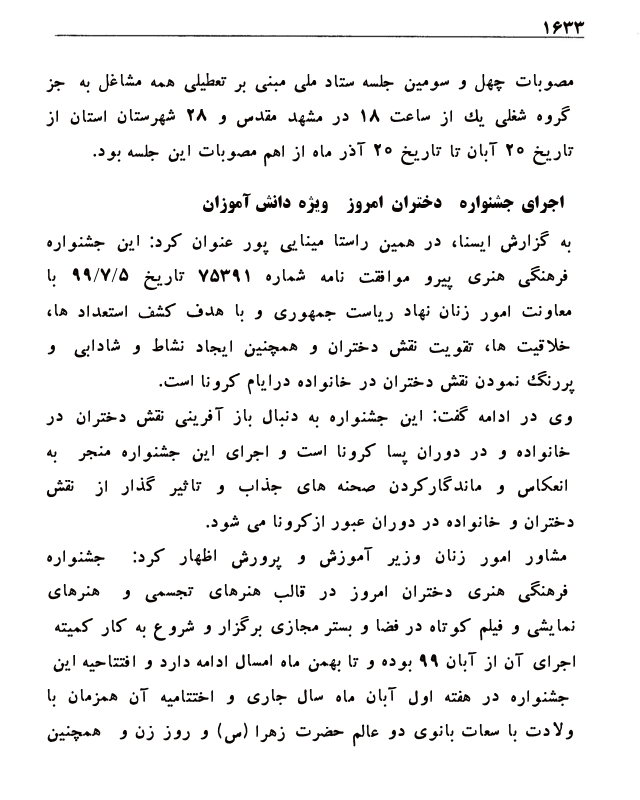 ۱۶۳۳
مصوبات چهل و سومین جلسه ستاد ملی مبنی بر تعطیلی همه مشاغل به جز
گروه شغلی یك از ساعت ۱۸ در مشهد مقدس و ۲۸ شهرستان استان از
تاریخ ۲۵ آبان تا تاریخ ۲۵ آذر ماه از اهم مصوبات این جلسه بود.
اجرای جشنواره دختران امروز ویژه دانش آموزان
به گزارش ایسنا، در همین راستا مینایی پور عنوان کرد: این جشنواره
فرهنگی هنری پیرو موافقت نامه شماره ۷۵۳۹۱ تاریخ ۹۹/۷/۵ با
معاونت امور زنان نهاد ریاست جمهوری و با هدف کشف استعداد ها،
خلاقیت ها، تقویت نقش دختران و همچنین ایجاد نشاط و شادابی و
پررنگ نمودن نقش دختران در خانواده درایام کرونا است.
وی در ادامه گفت: این جشنواره به دنبال باز آفرینی نقش دختران در
خانواده و در دوران پسا کرونا است و اجرای این جشنواره منجر به
انعکاس و ماندگارکردن صحنه های جذاب و تاثیر گذار از نقش
دختران و خانواده در دوران عبور ازکرونا می شود.
مشاور امور زنان وزیر آموزش و پرورش اظهار کرد: جشنواره
فرهنگی هنری دختران امروز در قالب هنرهای تجسمی و هنرهای
نمایشی و فیلم کوتاه در فضا و بستر مجازی برگزار و شروع به کار کمیته
اجرای آن از آبان ۹۹ بوده و تا بهمن ماه امسال ادامه دارد و افتتاحیه این
جشنواره در هفته اول آبان ماه سال جاری و اختتامیه آن همزمان با
ولادت با سعات بانوی دو عالم حضرت زهرا (س) و روز زن و همچنین